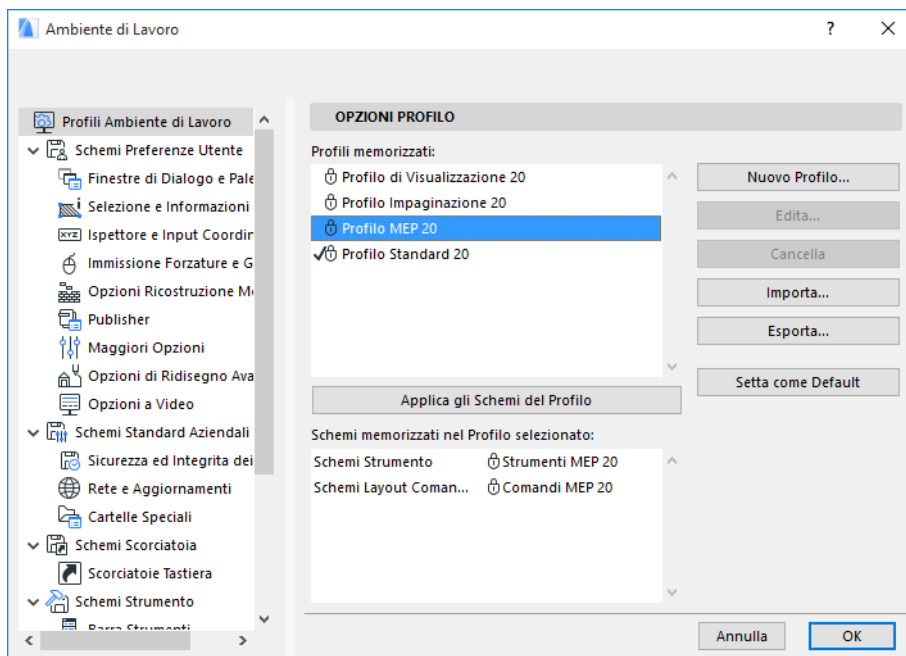 Ambiente di Lavoro
?
Profili Ambiente di Lavoro
Schemi Preferenze Utente
Finestre di Dialogo e Pale
Selezione e Informazioni
Ispettore e Input Coordin
Immissione Forzature e G
Opzioni Ricostruzione M
Publisher
Maggiori Opzioni
Opzioni di Ridisegno Ava
Opzioni a Video
Schemi Standard Aziendali
Sicurezza ed Integrita dei
Rete e Aggiornamenti
Cartelle Speciali
Schemi Scorciatoia
Scorciatoie Tastiera
Schemi Strumento
Barra Strumenti
OPZIONI PROFILO
Profili memorizzati:
Profilo di Visualizzazione 20
Profilo Impaginazione 20
Profilo MEP 20
Profilo Standard 20
Nuovo Profilo...
Edita...
Cancella
Importa...
Esporta...
Setta come Default
Applica gli Schemi del Profilo
Schemi memorizzati nel Profilo selezionato:
Schemi Strumento Strumenti MEP 20
Schemi Layout Coman... Comandi MEP 20
Annulla
OK